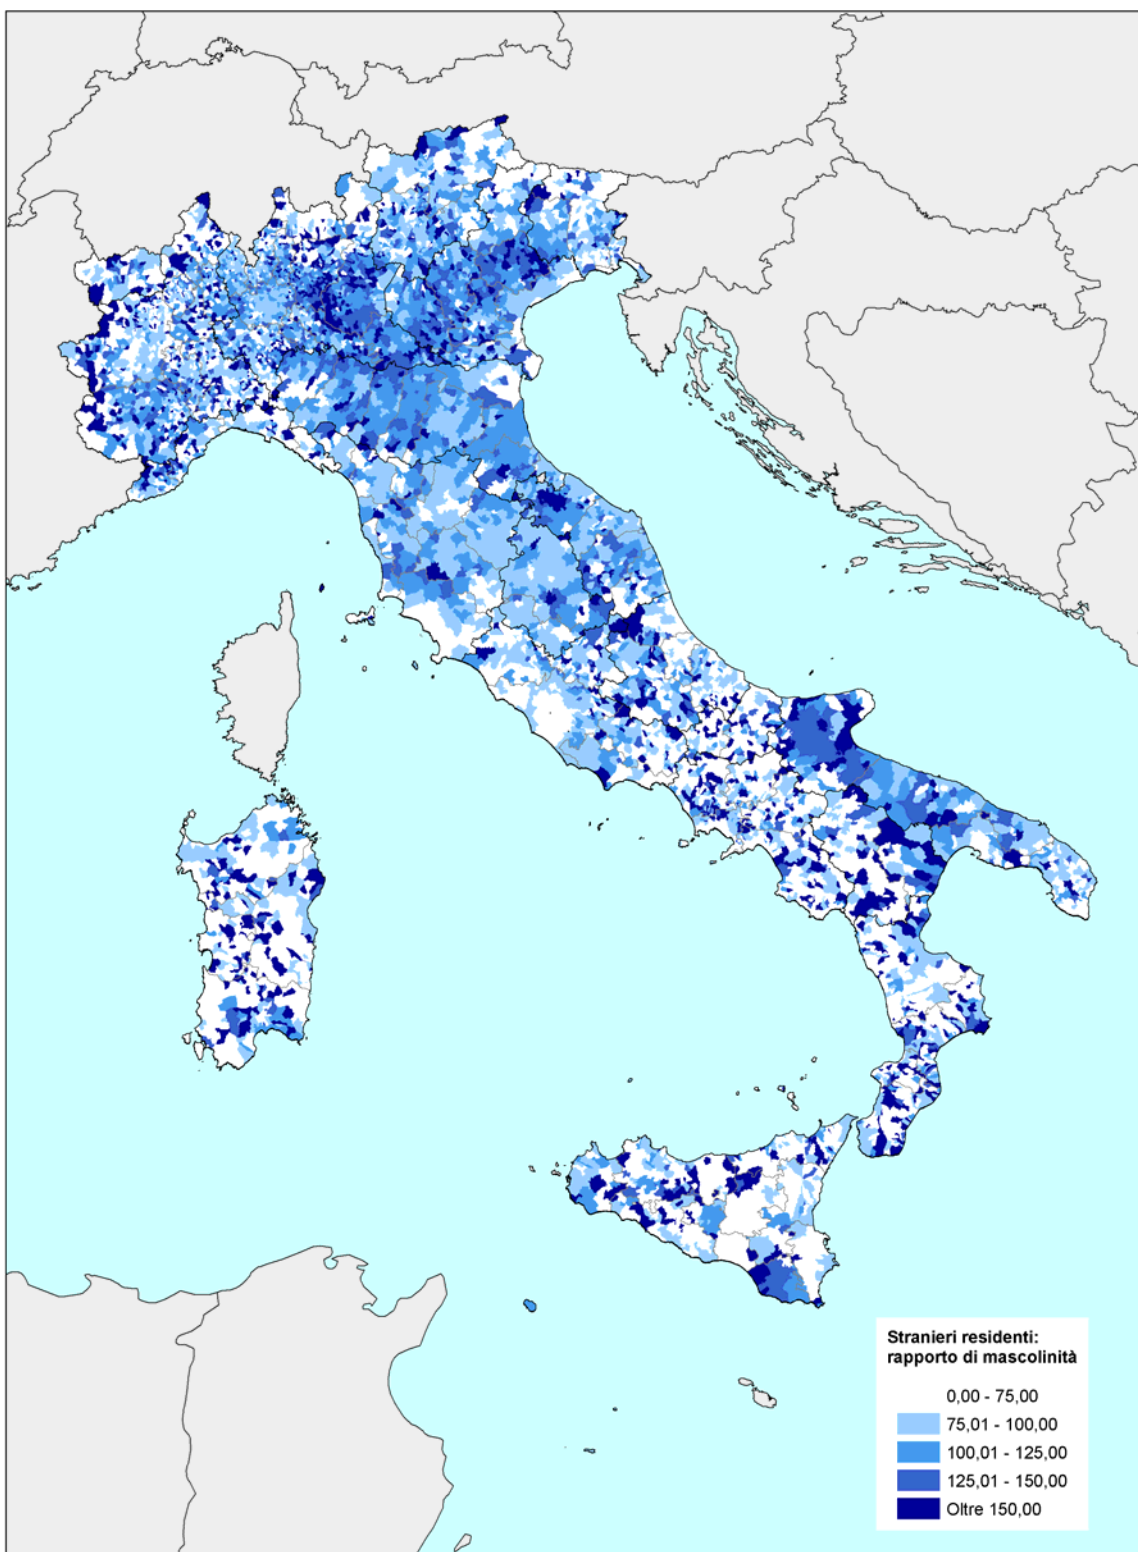 Stranieri residenti:
rapporto di mascolinità
0,00 - 75,00
75,01 - 100,00
100,01 - 125,00
125,01 - 150,00
Oltre 150,00